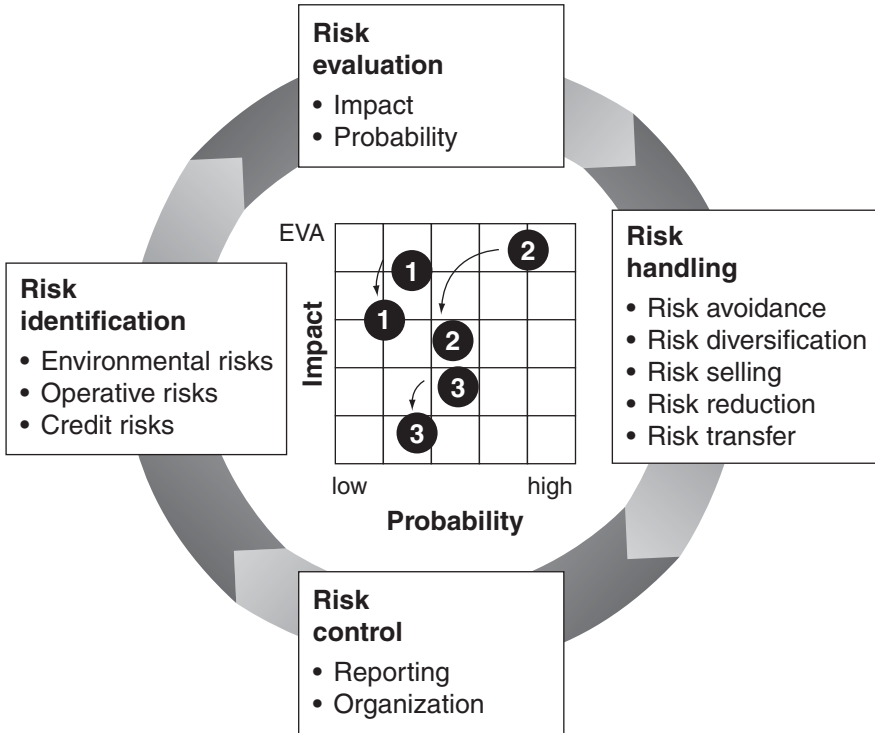 Risk
evaluation
• Impact
• Probability
Risk
identification
• Environmental risks
• Operative risks
• Credit risks
EVA
Impact
1
2
1
2
3
3
low
high
Probability
Risk
handling
• Risk avoidance
• Risk diversification
• Risk selling
• Risk reduction
• Risk transfer
Risk
control
• Reporting
• Organization